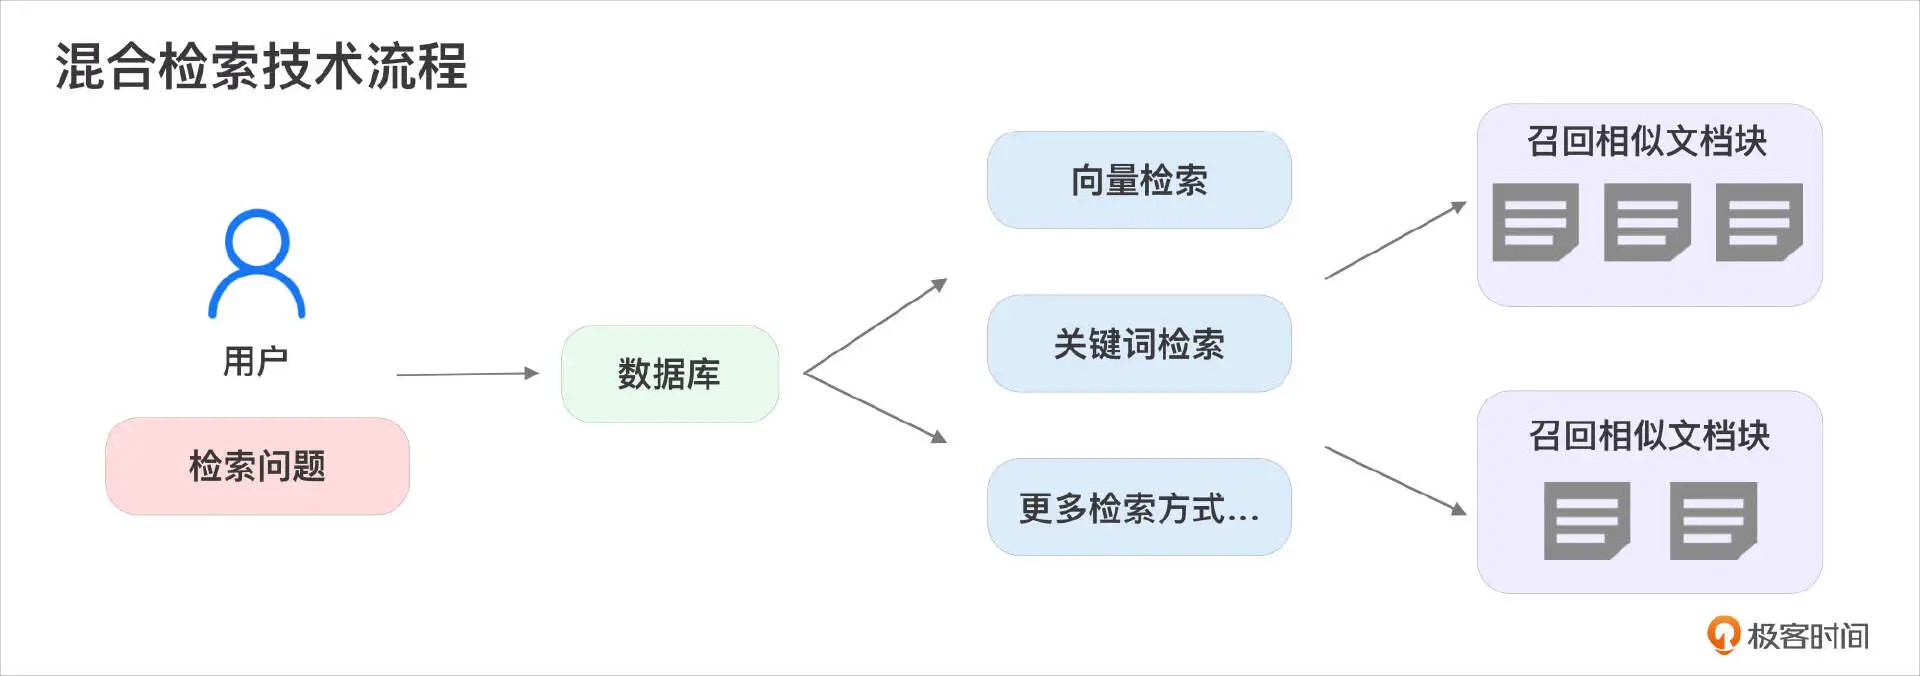 混合检索技术流程
用户
检索问题
数据库
向量检索
关键词检索
更多检索方式...
召回相似文档块
召回相似文档块
极客时间